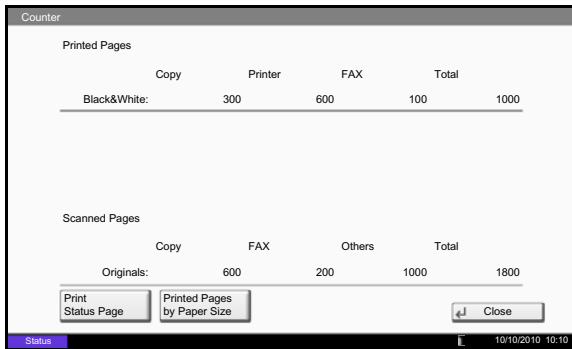 Counter
Printed Pages
Copy Printer FAX Total
Black&White: 300 600 100 1000
Scanned Pages
Copy FAX Others Total
Originals: 600 200 1000 1800
Print
Status Page
Printed Pages
by Paper Size
Close
Status 10/10/2010 10:10